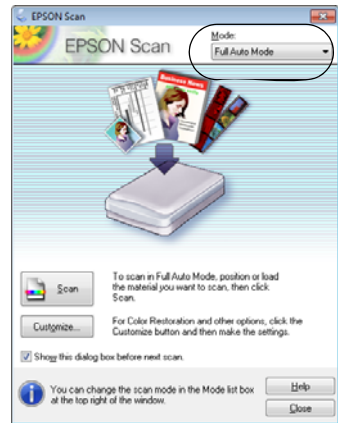 EPSON Scan
EPSON Scan
Mode:
Full Auto Mode
Business News
Scan
To scan in Full Auto Mode, position or load
the material you want to scan, then click
Scan.
Customize...
For Color Restoration and other options, click the
Customize button and then make the settings.
Show this dialog box before next scan.
You can change the scan mode in the Mode list box
at the top right of the window.
Help
Close